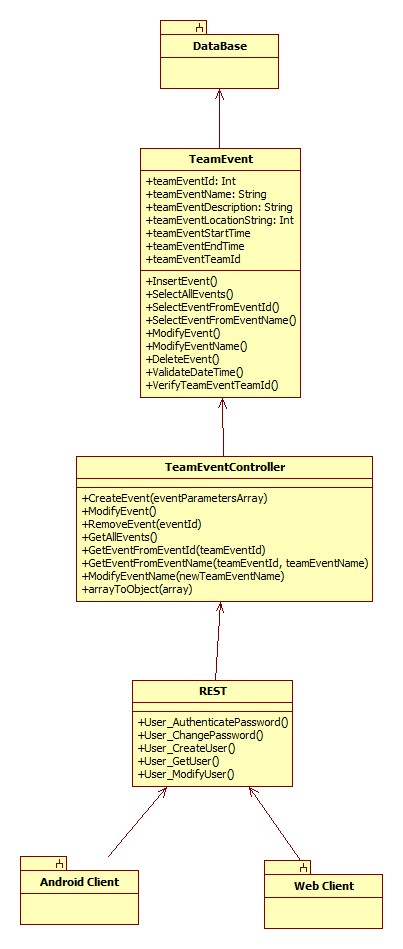 DataBase
TeamEvent
+teamEventId: Int
+teamEventName: String
+teamEventDescription: String
+teamEventLocationString: Int
+teamEventStartTime
+teamEventEndTime
+teamEventTeamId
+InsertEvent()
+SelectAllEvents()
+SelectEventFromEventId()
+SelectEventFromEventName()
+ModifyEvent()
+ModifyEventName()
+DeleteEvent()
+ValidateDateTime()
+VerifyTeamEventTeamId()
TeamEventController
+CreateEvent(eventParametersArray)
+ModifyEvent()
+RemoveEvent(eventId)
+GetAllEvents()
+GetEventFromEventId(teamEventId)
+GetEventFromEventName(teamEventId, teamEventName)
+ModifyEventName(newTeamEventName)
+arrayToObject(array)
REST
+User_AuthenticatePassword()
+User_ChangePassword()
+User_CreateUser()
+User_GetUser()
+User_ModifyUser()
Android Client
Web Client